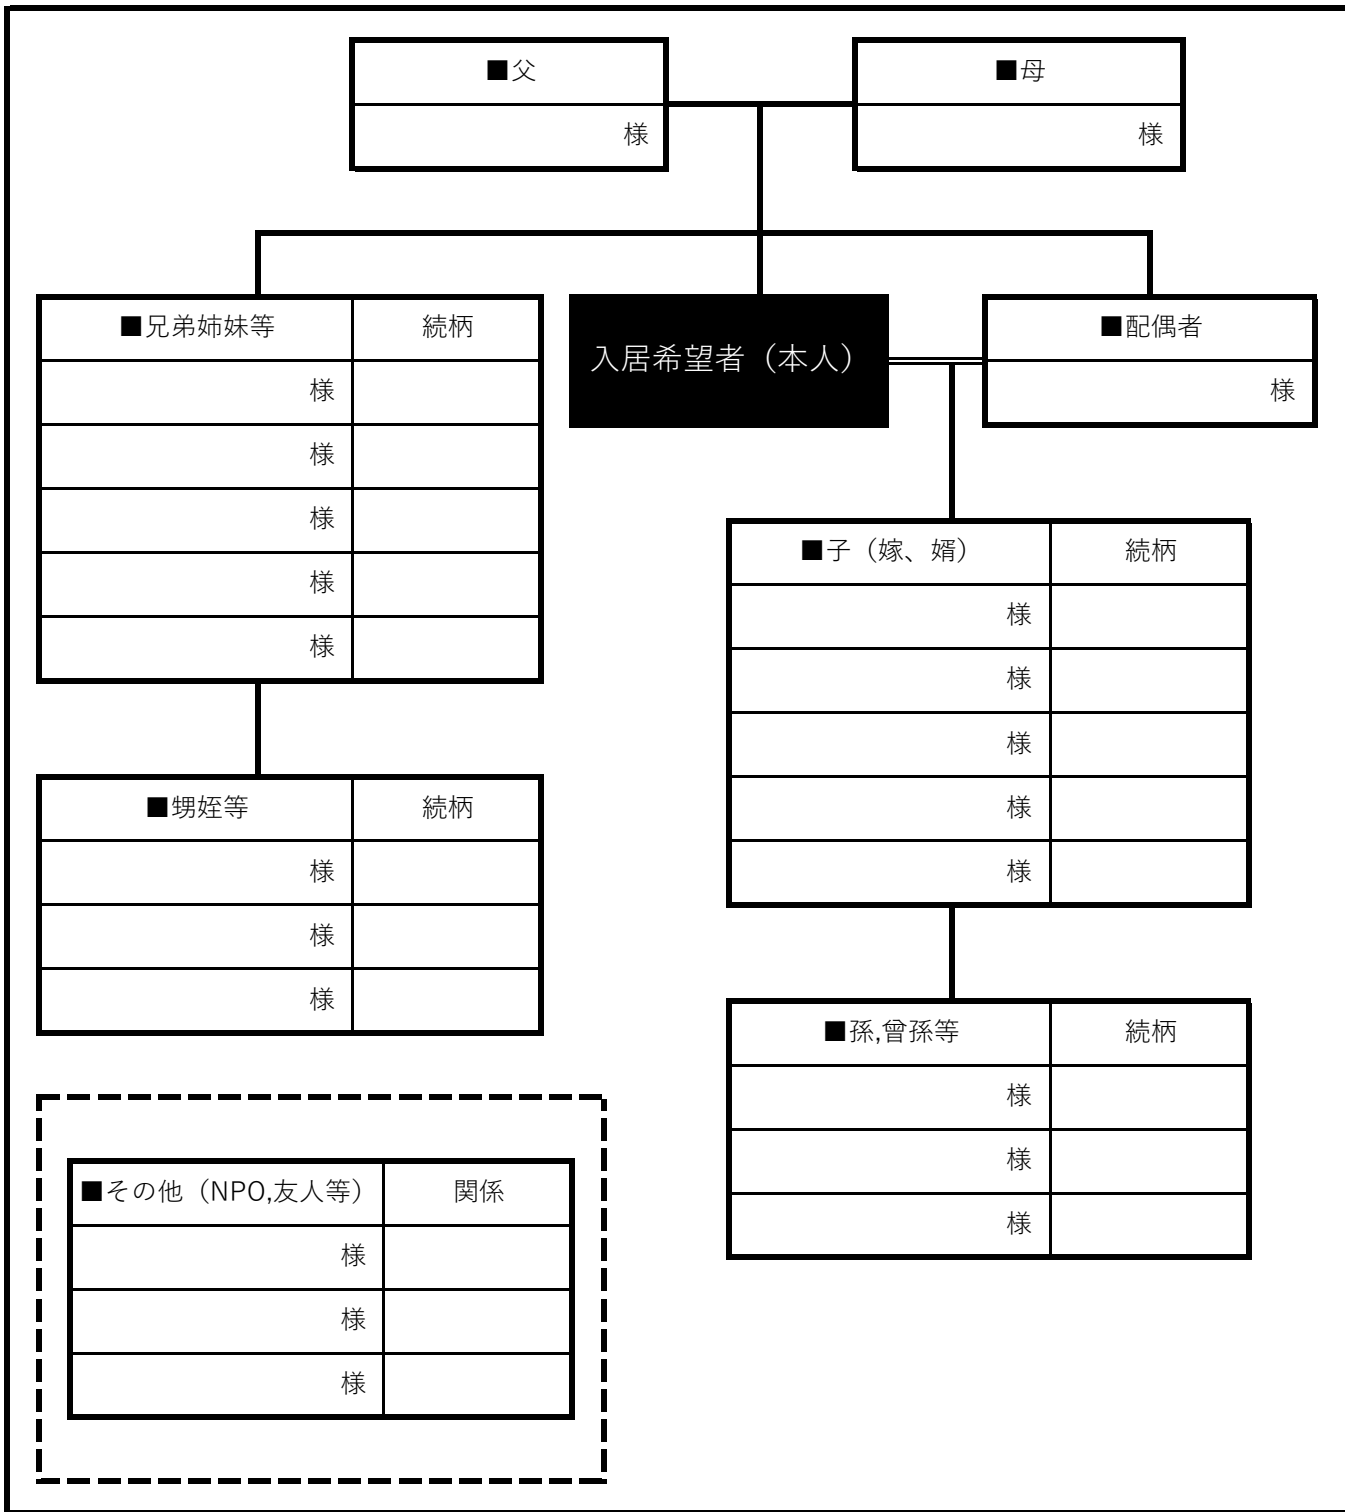 ■父
様
■母
様
■兄弟姉妹等 続柄
様
様
様
様
様
入居希望者（本人）
■配偶者
様
■子（嫁、婿） 続柄
様
様
様
様
様
■甥姪等 続柄
様
様
様
■孫,曾孫等 続柄
様
様
様
■その他（NPO,友人等） 関係
様
様
様